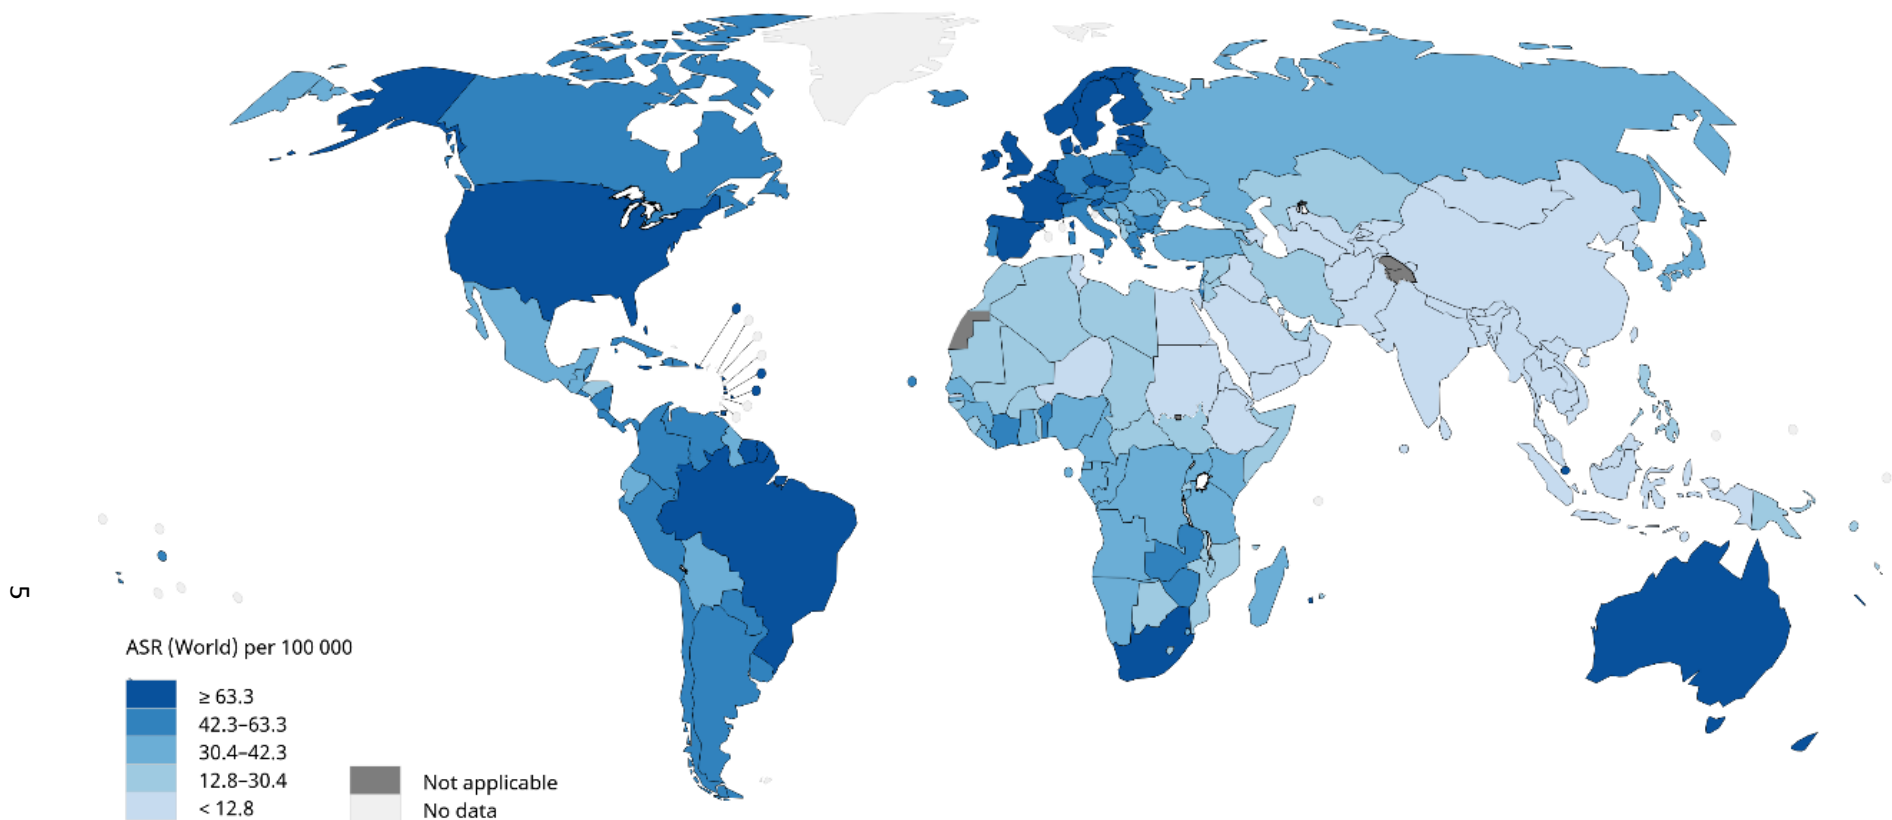 5
ASR (World) per 100 000
≥ 63.3
42.3–63.3
30.4–42.3
12.8–30.4
< 12.8
Not applicable
No data